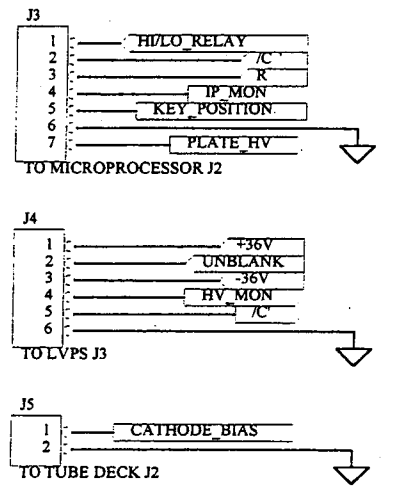 J3
1 HI/LO_RELAY
2 /C
3 R
4 IP_MON
5 KEY_POSITION
6
7 PLATE_HV
TO MICROPROCESSOR J2
J4
1 +36V
2 UNBLANK
3 -36V
4 HV_MON
5 /C
6
TO LVPS J3
J5
1 CATHODE_BIAS
2
TO TUBE DECK J2